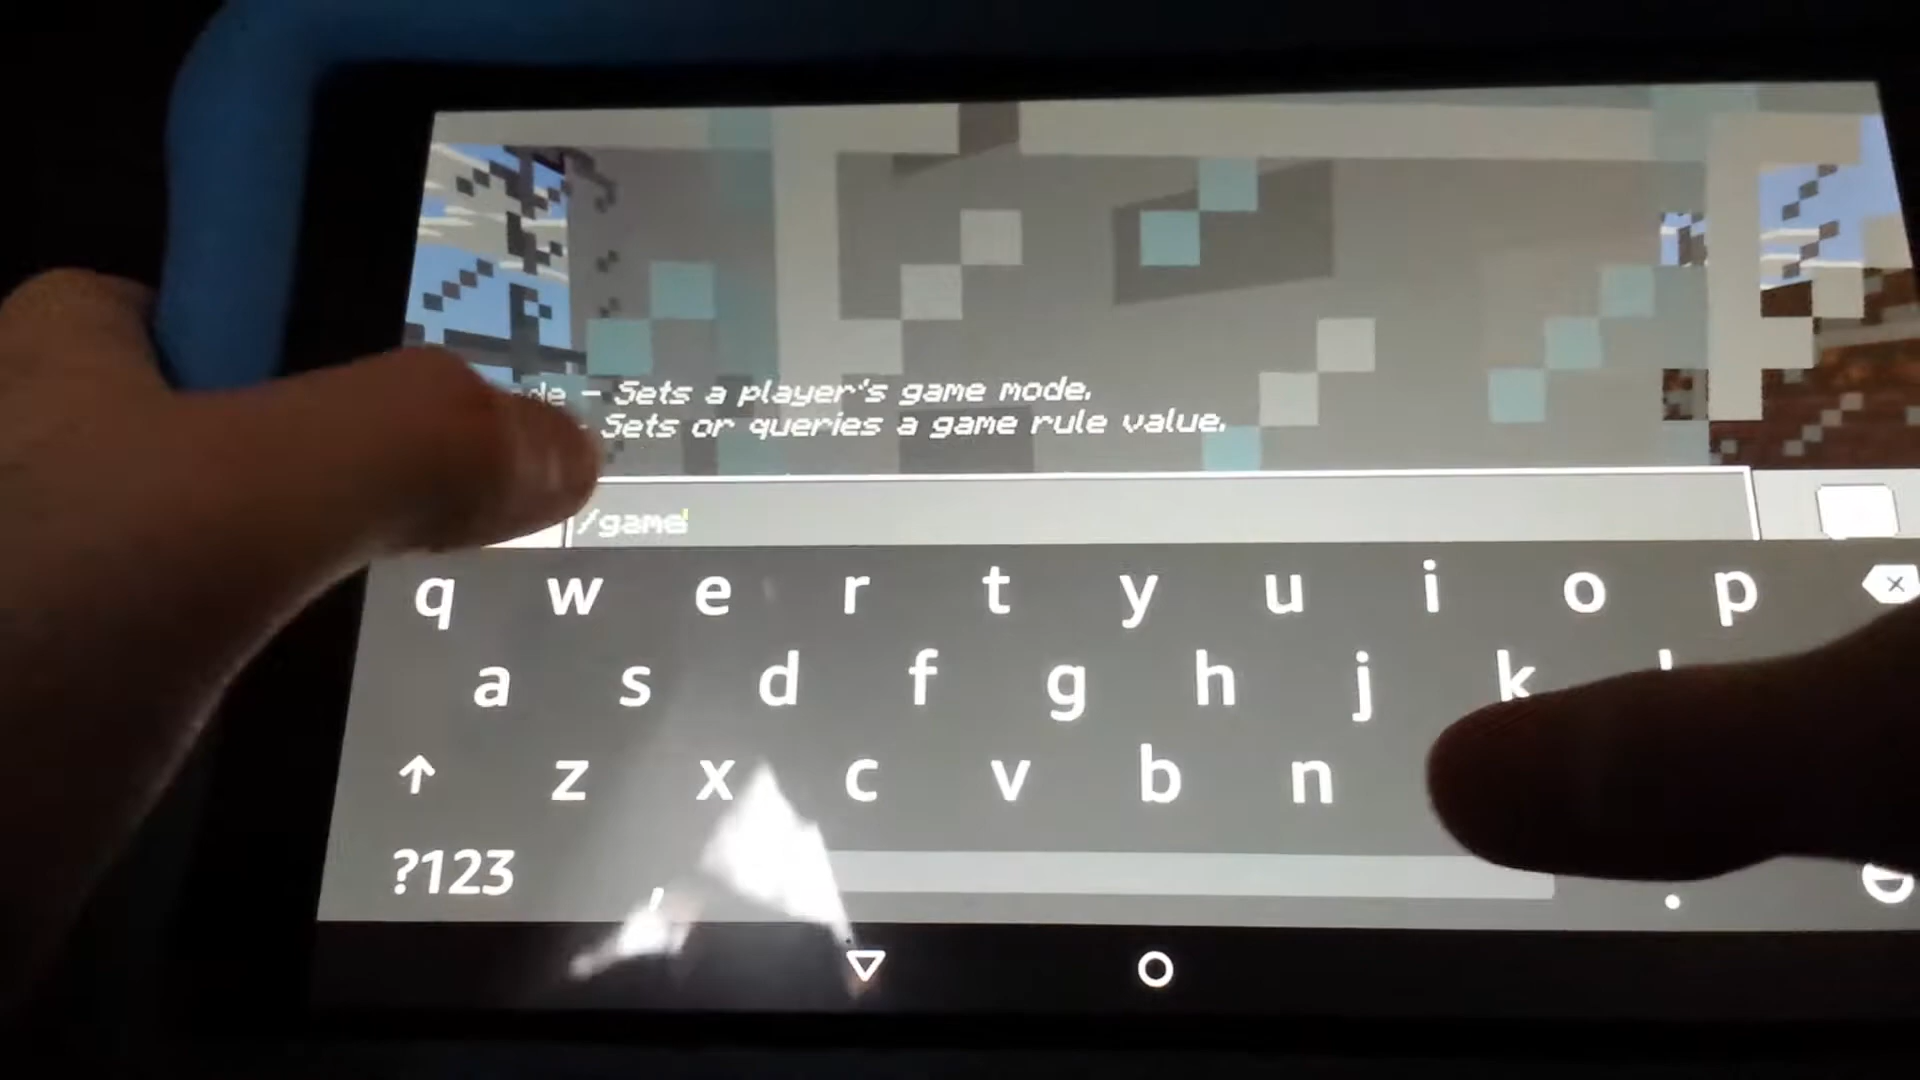 – Sets a player's game mode.
Sets or queries a game rule value.
/game
q w e r t y u i o p
a s d f g h j k
z x c v b n
?123 , .